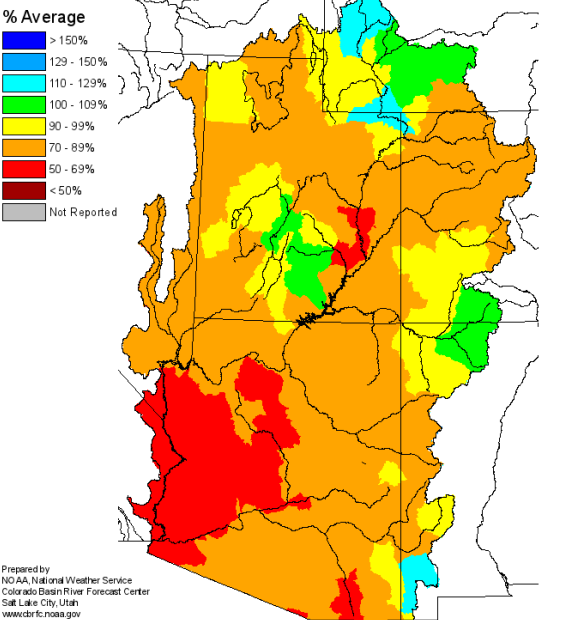 % Average
> 150%
129 - 150%
110 - 129%
100 - 109%
90 - 99%
70 - 89%
50 - 69%
< 50%
Not Reported
Prepared by
NOAA, National Weather Service
Colorado Basin River Forecast Center
Salt Lake City, Utah
www.cbrfc.noaa.gov